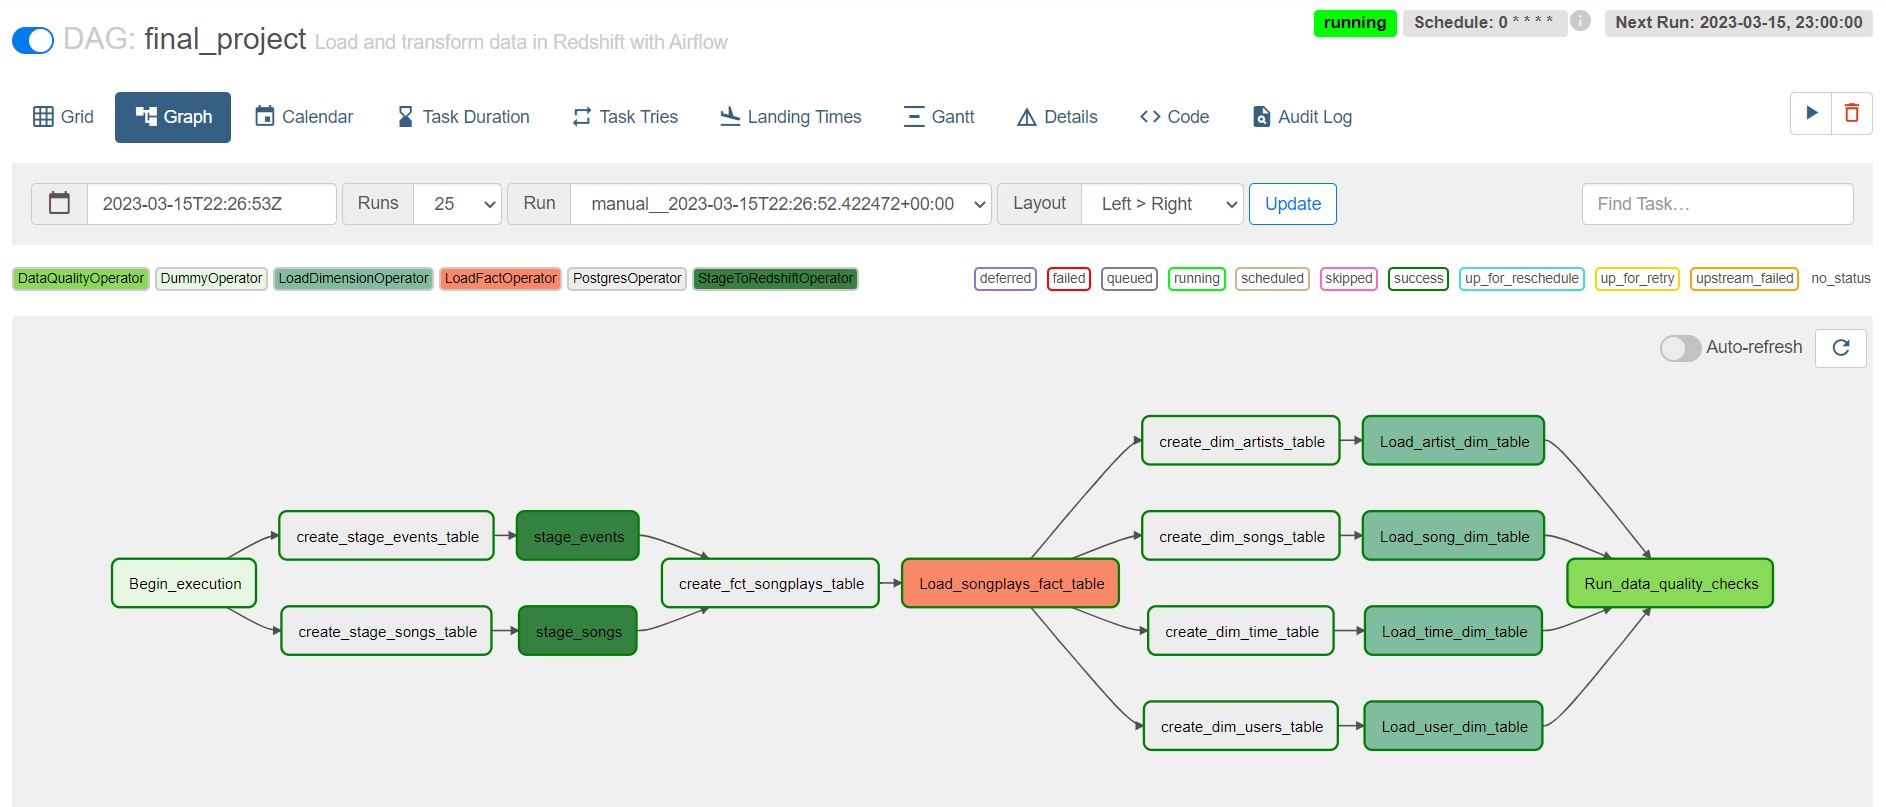 DAG: final_project Load and transform data in Redshift with Airflow
running
Schedule: 0 * * * *
Next Run: 2023-03-15, 23:00:00
Grid
Graph
Calendar
Task Duration
Task Tries
Landing Times
Gantt
Details
Code
Audit Log
2023-03-15T22:26:53Z
Runs
25
Run
manual__2023-03-15T22:26:52.422472+00:00
Layout
Left > Right
Update
Find Task…
DataQualityOperator
DummyOperator
LoadDimensionOperator
LoadFactOperator
PostgresOperator
StageToRedshiftOperator
deferred
failed
queued
running
scheduled
skipped
success
up_for_reschedule
up_for_retry
upstream_failed
no_status
Auto-refresh
Begin_execution
create_stage_events_table
stage_events
create_stage_songs_table
stage_songs
create_fct_songplays_table
Load_songplays_fact_table
create_dim_artists_table
Load_artist_dim_table
create_dim_songs_table
Load_song_dim_table
create_dim_time_table
Load_time_dim_table
create_dim_users_table
Load_user_dim_table
Run_data_quality_checks